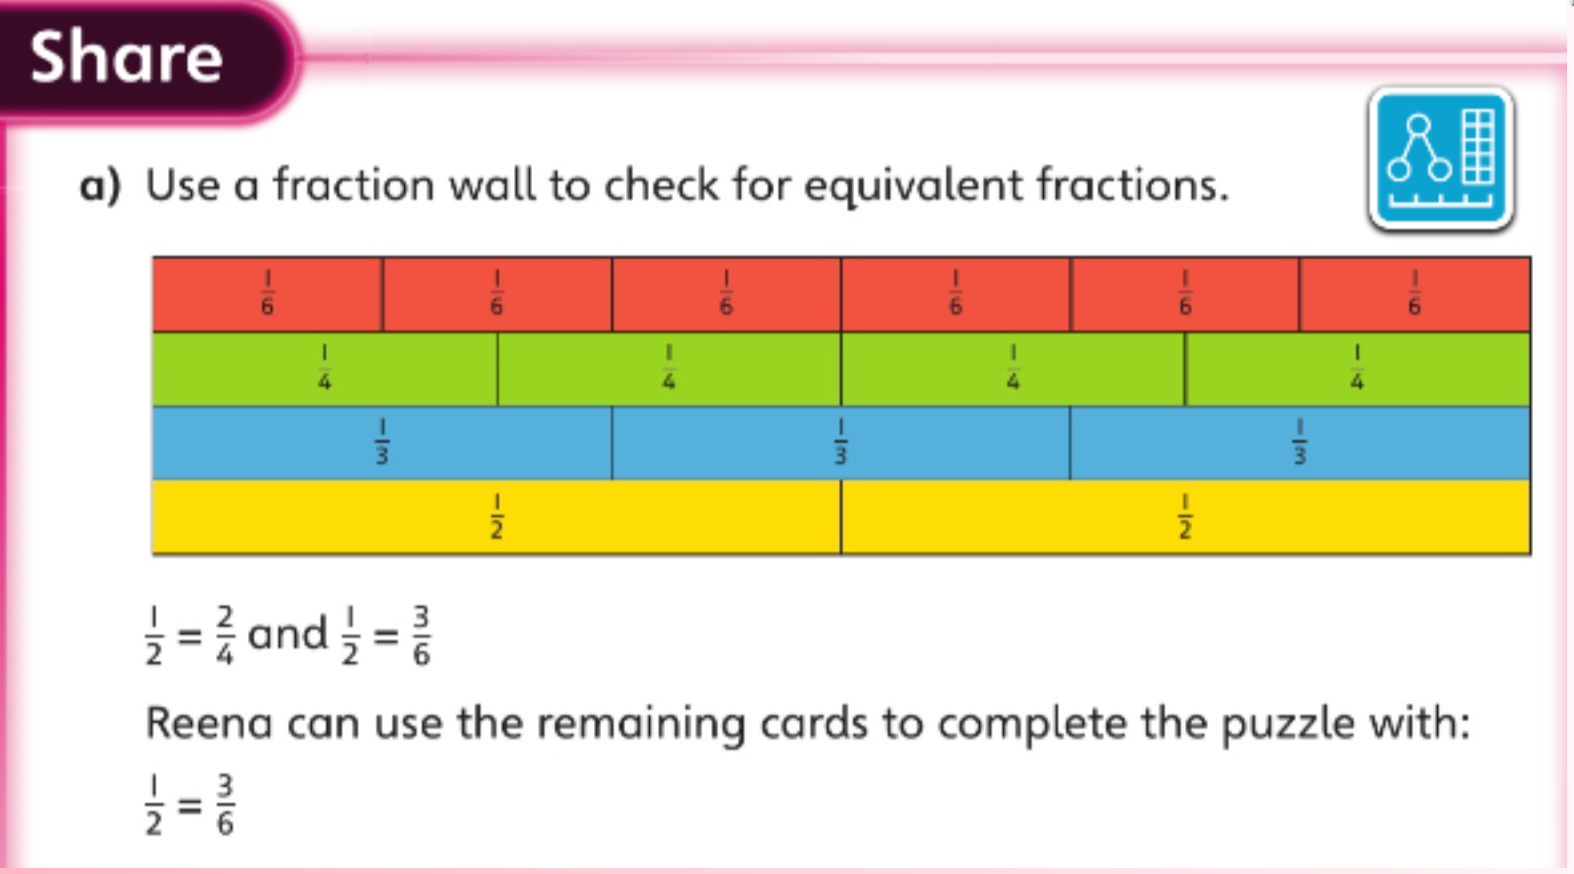 Share
a) Use a fraction wall to check for equivalent fractions.
1/6 1/6 1/6 1/6 1/6 1/6
1/4 1/4 1/4 1/4
1/3 1/3 1/3
1/2 1/2
1/2 = 2/4 and 1/2 = 3/6
Reena can use the remaining cards to complete the puzzle with:
1/2 = 3/6